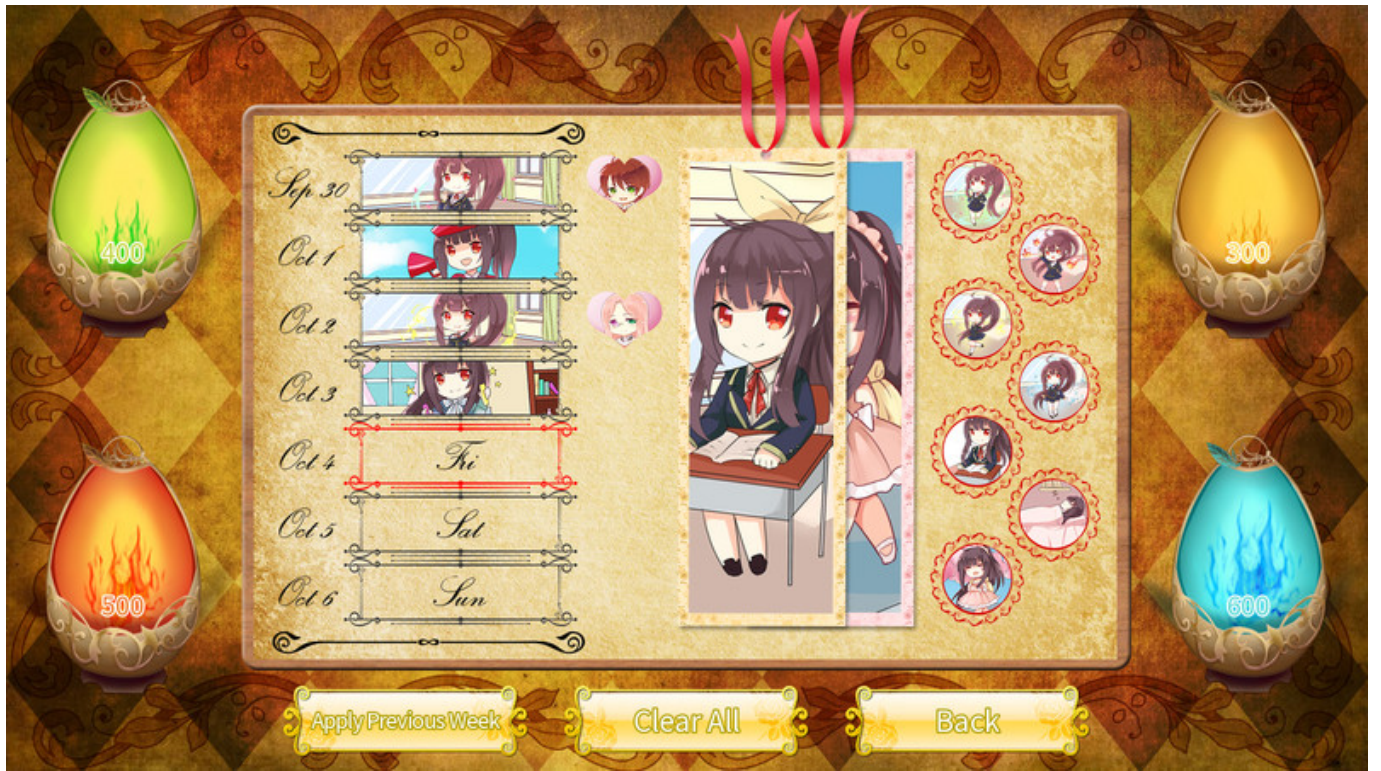 Sep 30
Oct 1
Oct 2
Oct 3
Oct 4
Fri
Oct 5
Sat
Oct 6
Sun
400
300
500
600
Apply Previous Week
Clear All
Back